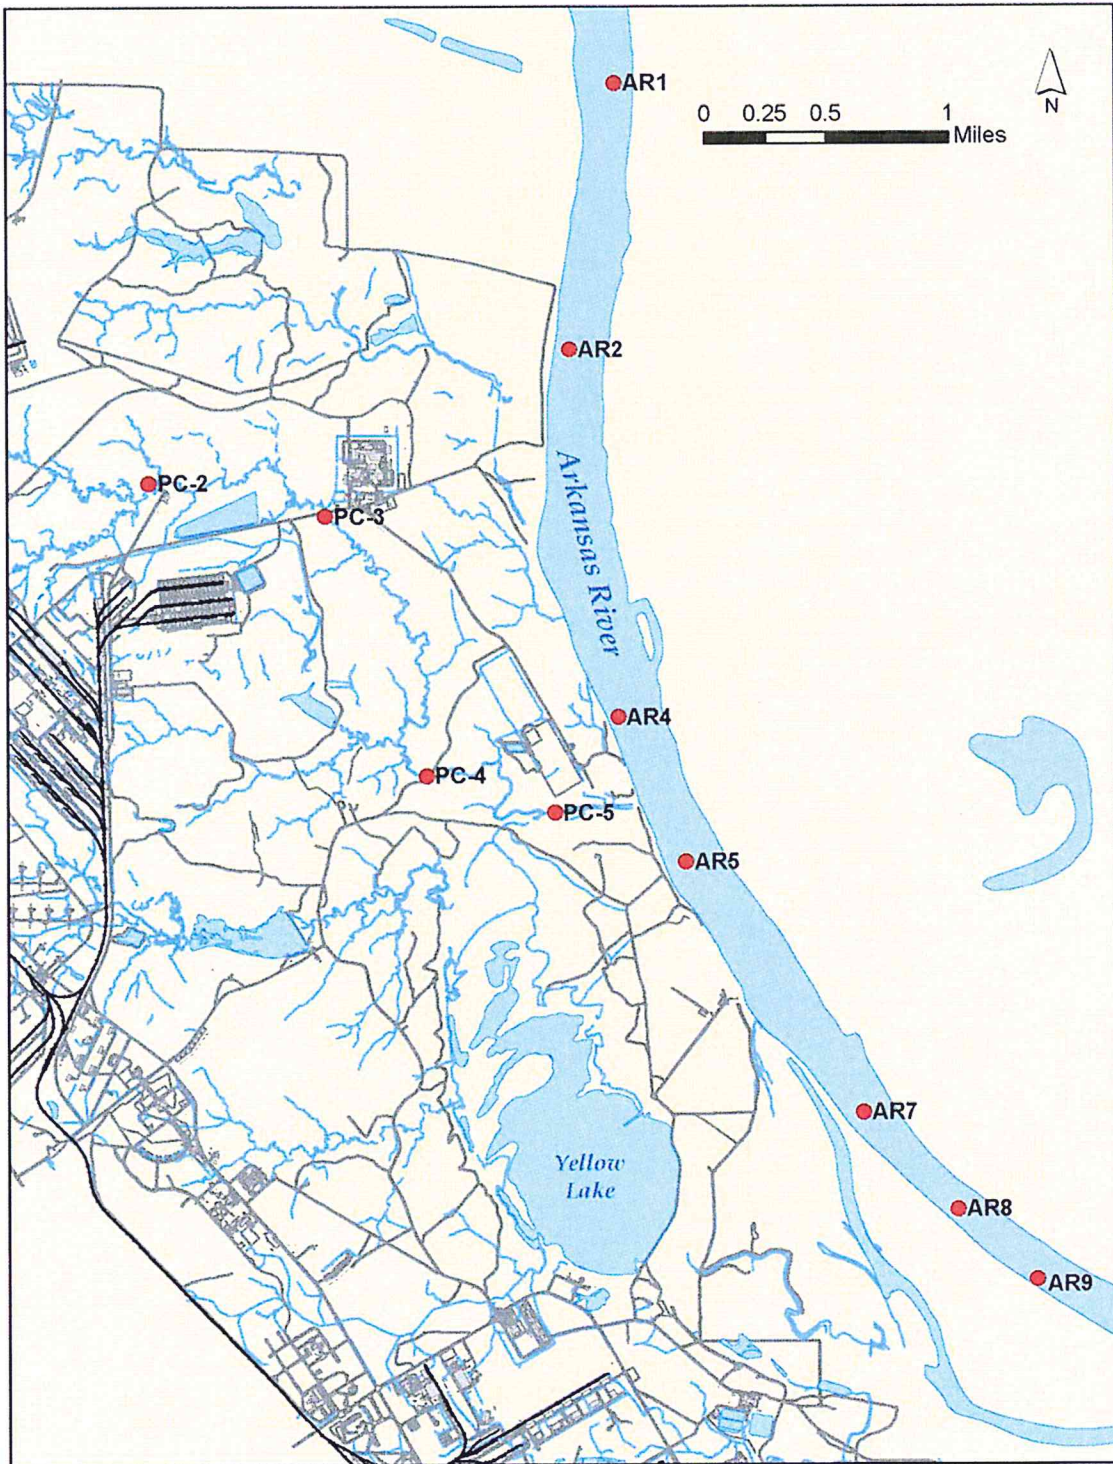 AR1
0 0.25 0.5 1
Miles
N
AR2
PC-2
PC-3
Arkansas River
AR4
PC-4
PC-5
AR5
AR7
Yellow
Lake
AR8
AR9